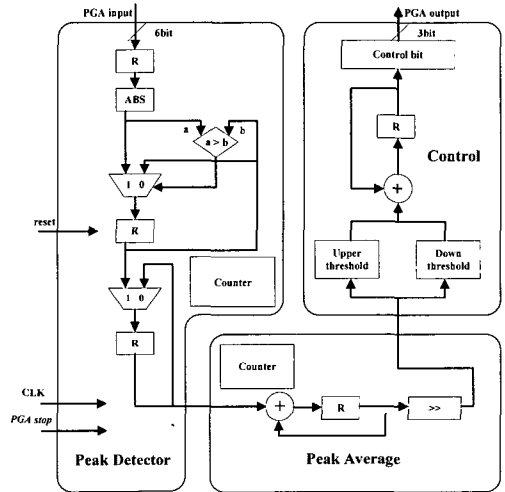 PGA input
6bit
R
ABS
a
b
a > b
1 0
reset
R
1 0
R
Counter
CLK
PGA stop
Peak Detector
PGA output
3bit
Control bit
R
Control
+
Upper
threshold
Down
threshold
Counter
+
R
>>
Peak Average